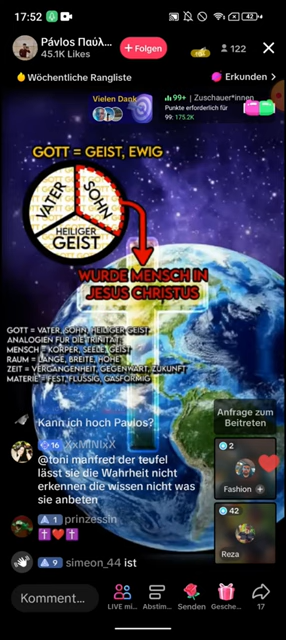 17:52
42
Pávlos Παύλ...
45.1K Likes
+ Folgen
122
Wöchentliche Rangliste
Erkunden >
Vielen Dank
99+ | Zuschauer*innen
Punkte erforderlich für
99: 175.2K
GOTT = GEIST, EWIG
VATER
SOHN
HEILIGER
GEIST
WURDE MENSCH IN
JESUS CHRISTUS
GOTT = VATER, SOHN, HEILIGER GEIST
ANALOGIEN FÜR DIE TRINITÄT:
MENSCH = KÖRPER, SEELE, GEIST
RAUM = LÄNGE, BREITE, HÖHE
ZEIT = VERGANGENHEIT, GEGENWART, ZUKUNFT
MATERIE = FEST, FLÜSSIG, GASFÖRMIG
Kann ich hoch Pavlos?
Anfrage zum
Beitreten
16 XxMINIxX
@toni manfred der teufel
lässt sie die Wahrheit nicht
erkennen die wissen nicht was
sie anbeten
2
Fashion +
1 prinzessin
✝️❤️✝️
42
Reza
9 simeon_44 ist
Komment...
LIVE mi...
Abstim...
Senden
Gesche...
17